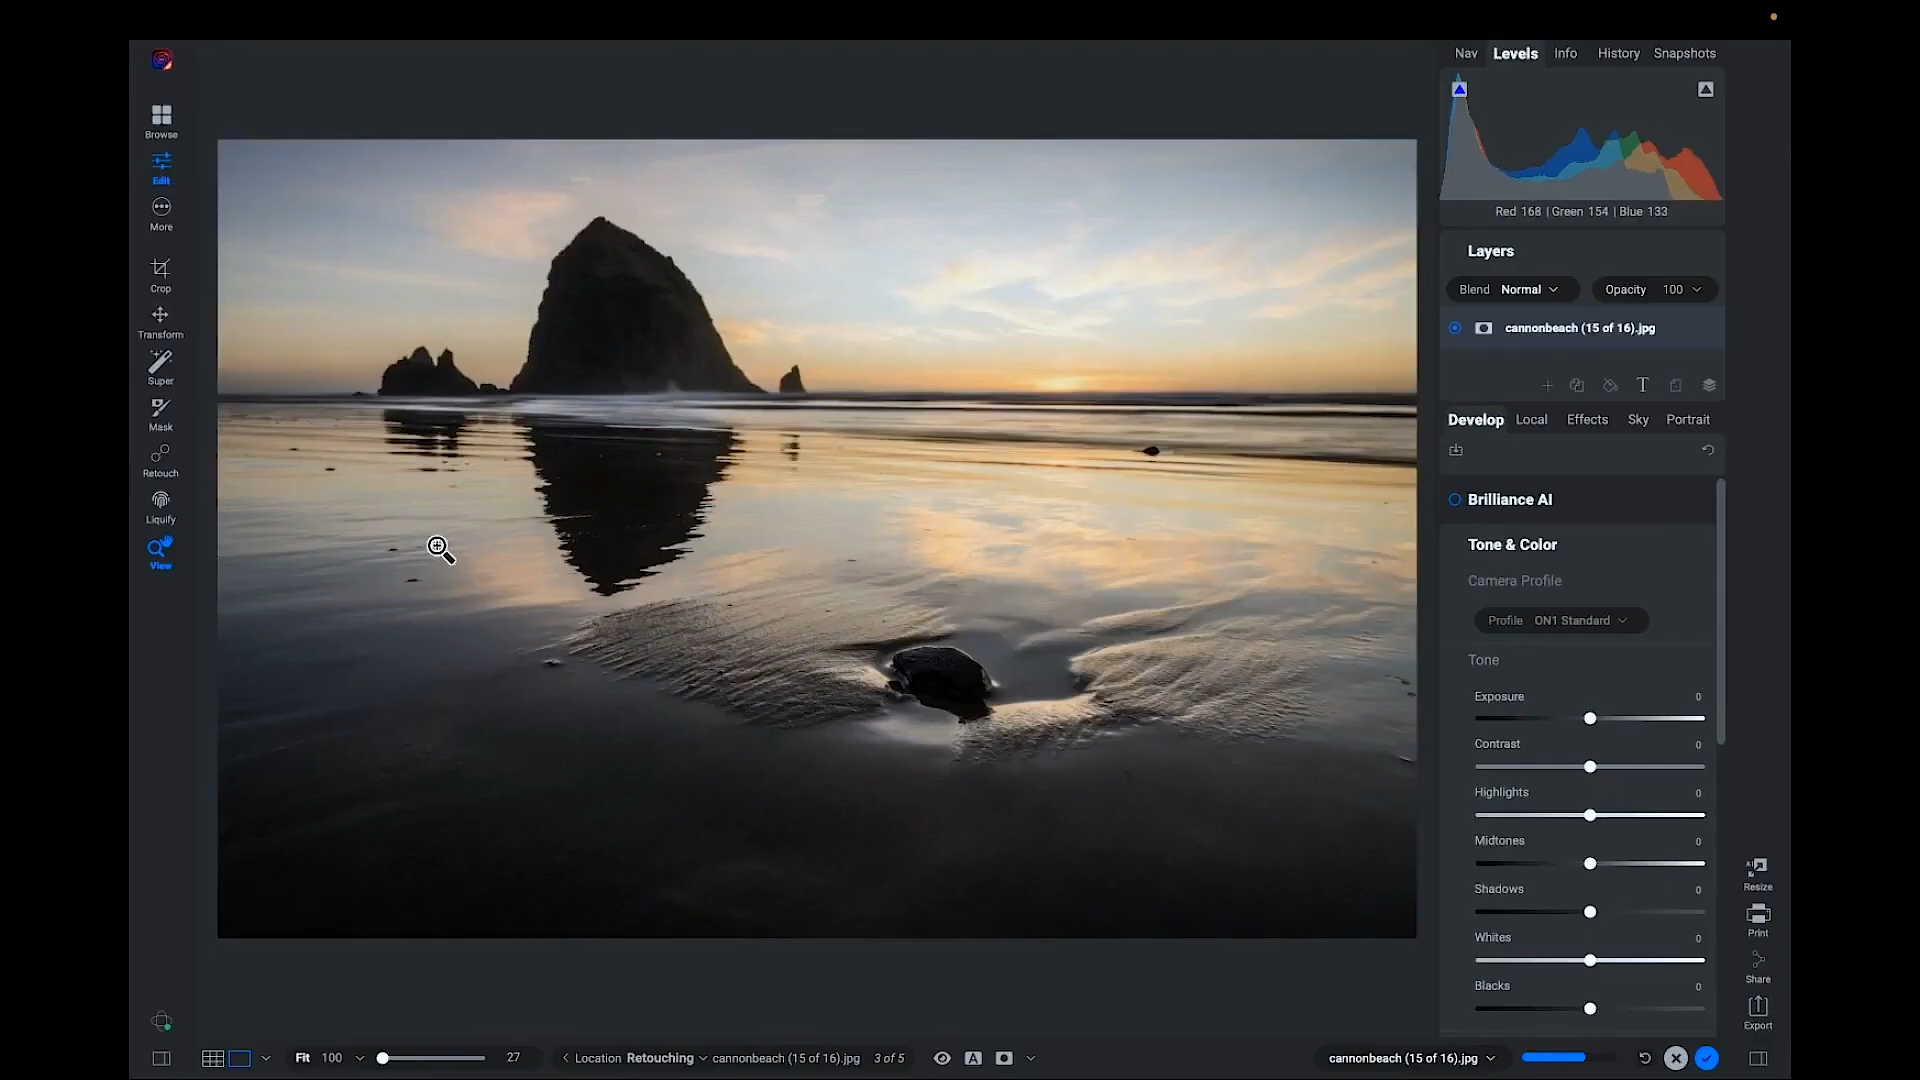 Browse
Edit
More
Crop
Transform
Super
Mask
Retouch
Liquify
View
Nav Levels Info History Snapshots
Red 168 | Green 154 | Blue 133
Layers
Blend Normal Opacity 100
cannonbeach (15 of 16).jpg
T
Develop Local Effects Sky Portrait
Brilliance AI
Tone & Color
Camera Profile
Profile ON1 Standard
Tone
Exposure 0
Contrast 0
Highlights 0
Midtones 0
Shadows 0
Whites 0
Blacks 0
AI
Resize
Print
Share
Export
Fit 100 27 Location Retouching cannonbeach (15 of 16).jpg 3 of 5 A cannonbeach (15 of 16).jpg